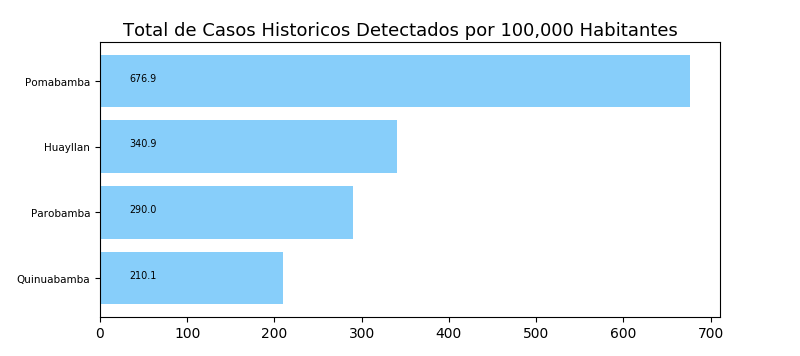 Total de Casos Historicos Detectados por 100,000 Habitantes
Pomabamba 676.9
Huayllan 340.9
Parobamba 290.0
Quinuabamba 210.1
0 100 200 300 400 500 600 700